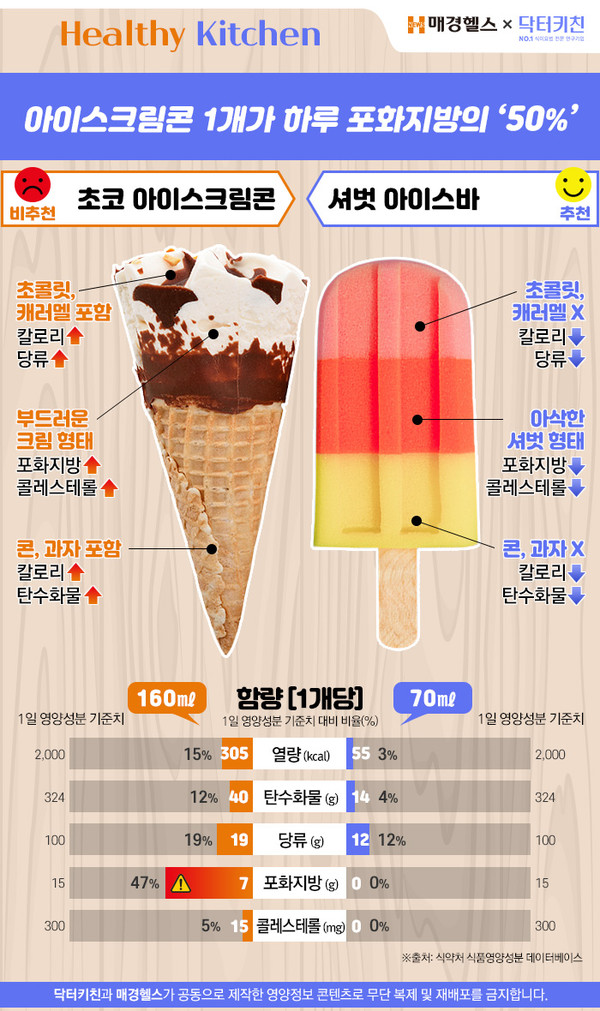 Healthy Kitchen
NEWS 매경헬스 × 닥터키친
NO.1 식이요법 전문 연구기업
아이스크림콘 1개가 하루 포화지방의 ‘50%’
비추천
초코 아이스크림콘
셔벗 아이스바
추천
초콜릿,
캐러멜 포함
칼로리
당류
부드러운
크림 형태
포화지방
콜레스테롤
콘, 과자 포함
칼로리
탄수화물
초콜릿,
캐러멜 X
칼로리
당류
아삭한
셔벗 형태
포화지방
콜레스테롤
콘, 과자 X
칼로리
탄수화물
160㎖
함량 [1개당]
70㎖
1일 영양성분 기준치
1일 영양성분 기준치 대비 비율(%)
1일 영양성분 기준치
2,000 15% 305 열량 (kcal) 55 3% 2,000
324 12% 40 탄수화물 (g) 14 4% 324
100 19% 19 당류 (g) 12 12% 100
15 47% 7 포화지방 (g) 0 0% 15
300 5% 15 콜레스테롤 (mg) 0 0% 300
※출처: 식약처 식품영양성분 데이터베이스
닥터키친과 매경헬스가 공동으로 제작한 영양정보 콘텐츠로 무단 복제 및 재배포를 금지합니다.